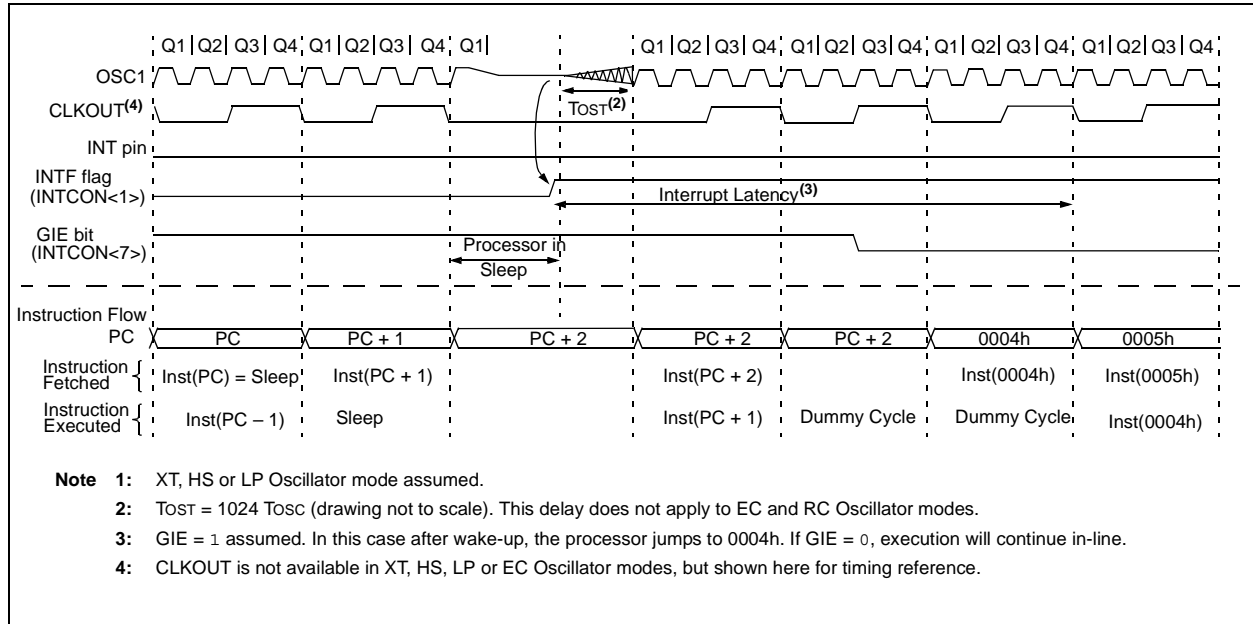 Q1 Q2 Q3 Q4 Q1 Q2 Q3 Q4 Q1 Q1 Q2 Q3 Q4 Q1 Q2 Q3 Q4 Q1 Q2 Q3 Q4 Q1 Q2 Q3 Q4
OSC1
CLKOUT(4)
TOST(2)
INT pin
INTF flag
(INTCON<1>)
Interrupt Latency(3)
GIE bit
(INTCON<7>)
Processor in
Sleep
Instruction Flow
PC PC PC + 1 PC + 2 PC + 2 PC + 2 0004h 0005h
Instruction
Fetched
Inst(PC) = Sleep Inst(PC + 1) Inst(PC + 2) Inst(0004h) Inst(0005h)
Instruction
Executed
Inst(PC – 1) Sleep Inst(PC + 1) Dummy Cycle Dummy Cycle Inst(0004h)
Note 1: XT, HS or LP Oscillator mode assumed.
2: TOST = 1024 TOSC (drawing not to scale). This delay does not apply to EC and RC Oscillator modes.
3: GIE = 1 assumed. In this case after wake-up, the processor jumps to 0004h. If GIE = 0, execution will continue in-line.
4: CLKOUT is not available in XT, HS, LP or EC Oscillator modes, but shown here for timing reference.